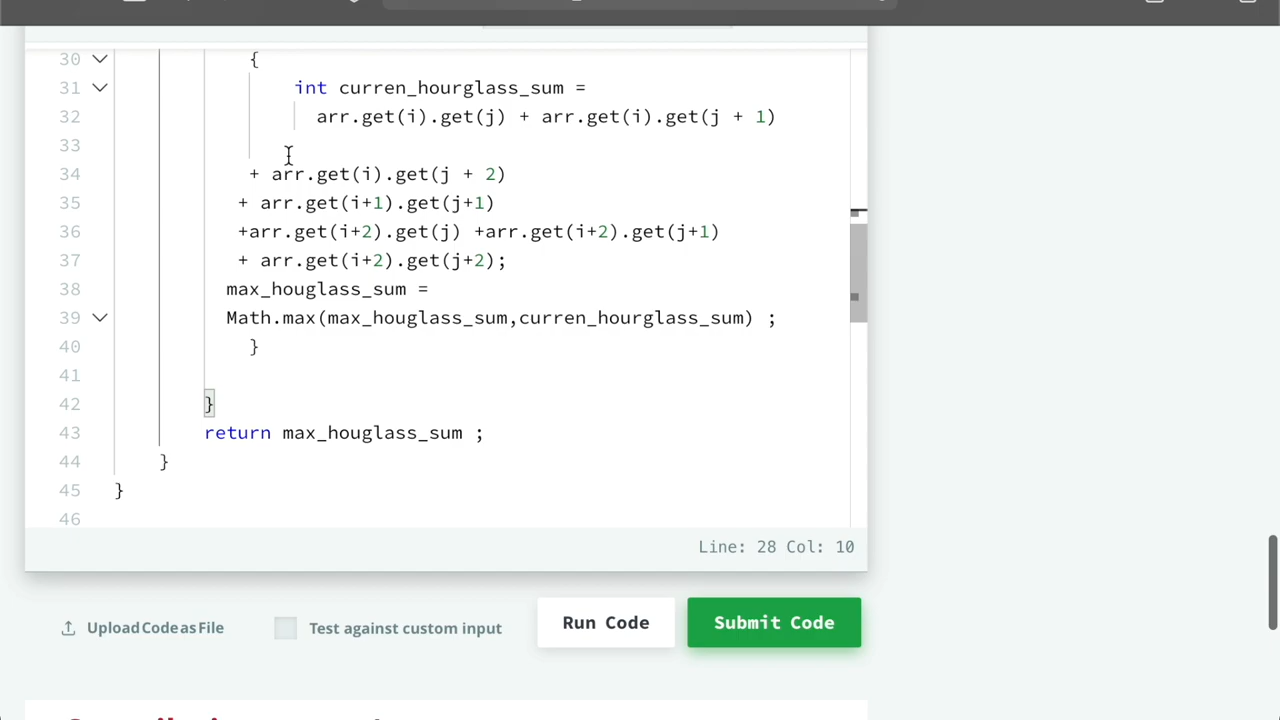 30 {
31 int curren_hourglass_sum =
32 arr.get(i).get(j) + arr.get(i).get(j + 1)
33
34 + arr.get(i).get(j + 2)
35 + arr.get(i+1).get(j+1)
36 +arr.get(i+2).get(j) +arr.get(i+2).get(j+1)
37 + arr.get(i+2).get(j+2);
38 max_houglass_sum =
39 Math.max(max_houglass_sum,curren_hourglass_sum) ;
40 }
41
42 }
43 return max_houglass_sum ;
44 }
45 }
46
Line: 28 Col: 10
Upload Code as File
Test against custom input
Run Code
Submit Code